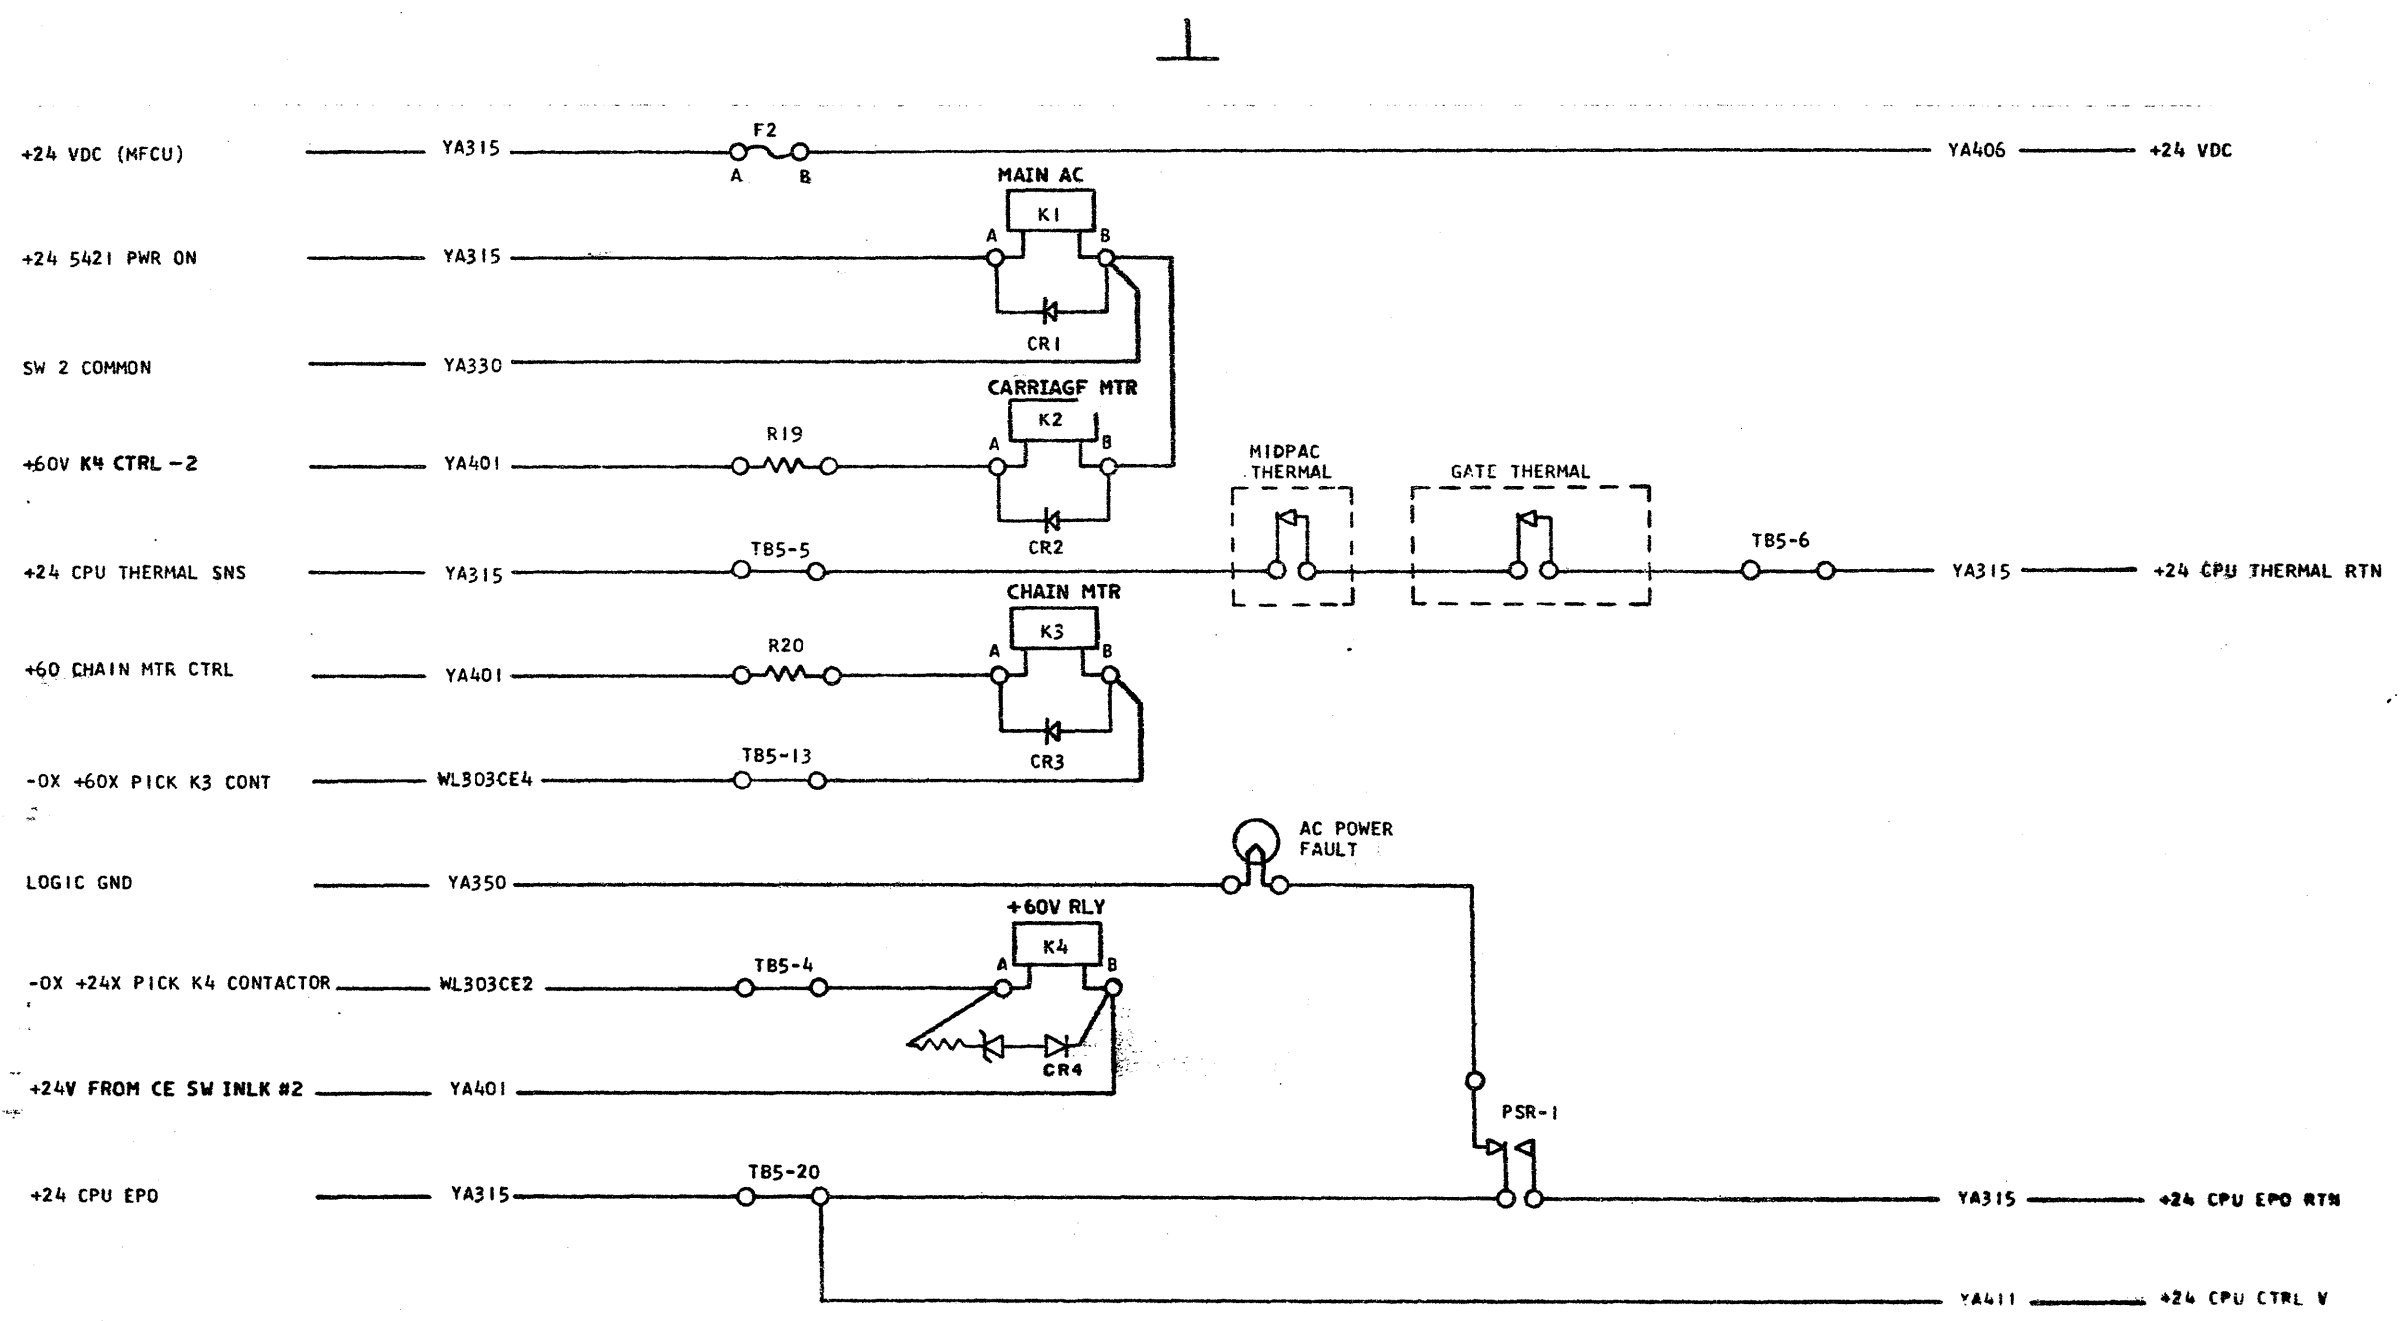 F2
+24 VDC (MFCU) YA315 YA406 +24 VDC
A B
MAIN AC
K1
A B
+24 5421 PWR ON YA315
CR1
SW 2 COMMON YA330
CARRIAGF MTR
K2
R19 A B
+60V K4 CTRL -2 YA401
MIDPAC
THERMAL
GATE THERMAL
CR2
TB5-5 TB5-6
+24 CPU THERMAL SNS YA315 YA315 +24 CPU THERMAL RTN
CHAIN MTR
K3
R20 A B
+60 CHAIN MTR CTRL YA401
CR3
TB5-13
-0X +60X PICK K3 CONT WL303CE4
AC POWER
FAULT
LOGIC GND YA350
+60V RLY
K4
TB5-4 A B
-0X +24X PICK K4 CONTACTOR WL303CE2
CR4
+24V FROM CE SW INLK #2 YA401
PSR-1
TB5-20
+24 CPU EPO YA315 YA315 +24 CPU EPO RTN
YA411 +24 CPU CTRL V